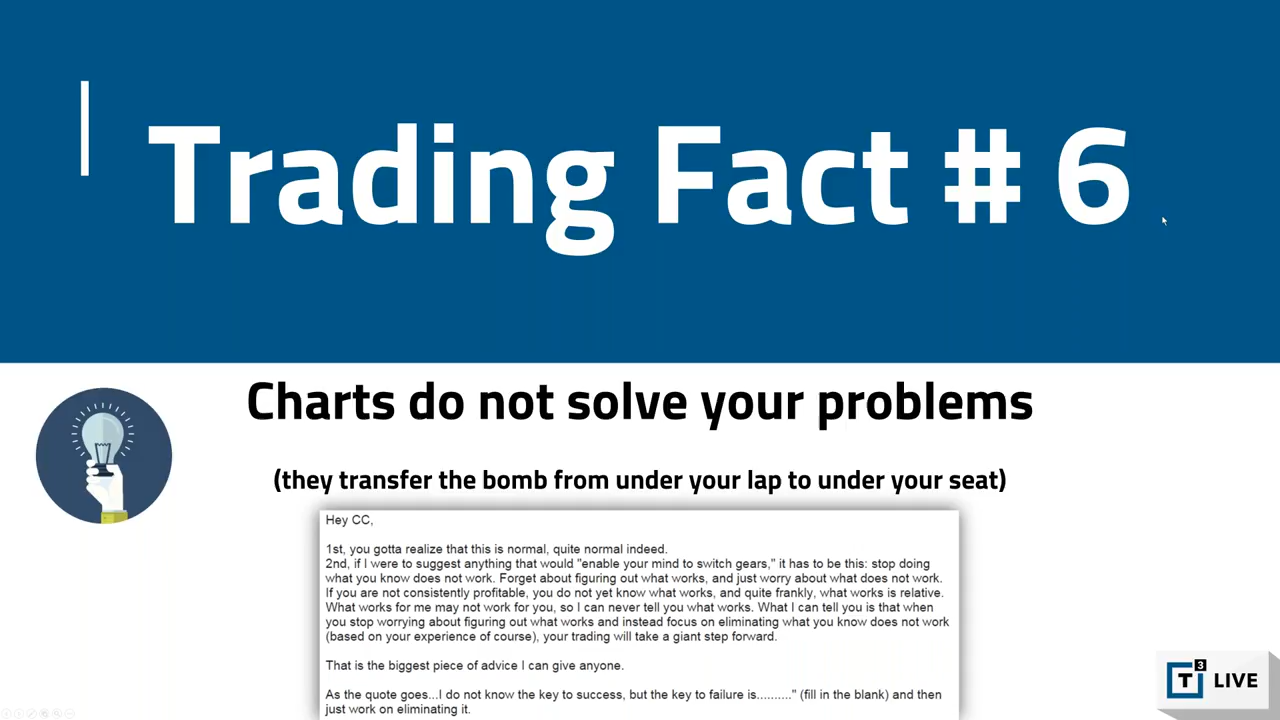 Trading Fact # 6
Charts do not solve your problems
(they transfer the bomb from under your lap to under your seat)
Hey CC,
1st, you gotta realize that this is normal, quite normal indeed.
2nd, if I were to suggest anything that would "enable your mind to switch gears," it has to be this: stop doing
what you know does not work. Forget about figuring out what works, and just worry about what does not work.
If you are not consistently profitable, you do not yet know what works, and quite frankly, what works is relative.
What works for me may not work for you, so I can never tell you what works. What I can tell you is that when
you stop worrying about figuring out what works and instead focus on eliminating what you know does not work
(based on your experience of course), your trading will take a giant step forward.
That is the biggest piece of advice I can give anyone.
As the quote goes...I do not know the key to success, but the key to failure is.........." (fill in the blank) and then
just work on eliminating it.
T3 LIVE